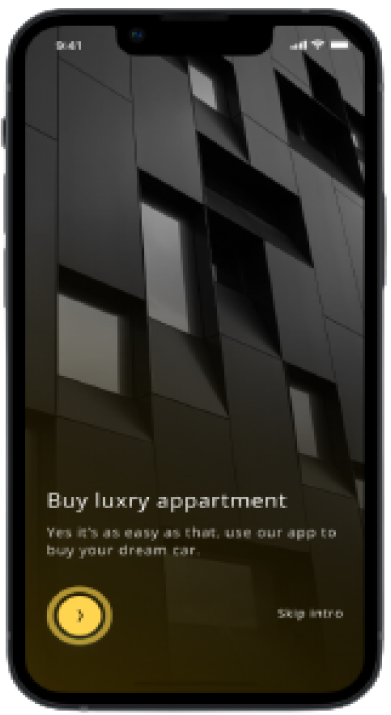 9:41
Buy luxry appartment
Yes it's as easy as that, use our app to
buy your dream car.
Skip intro